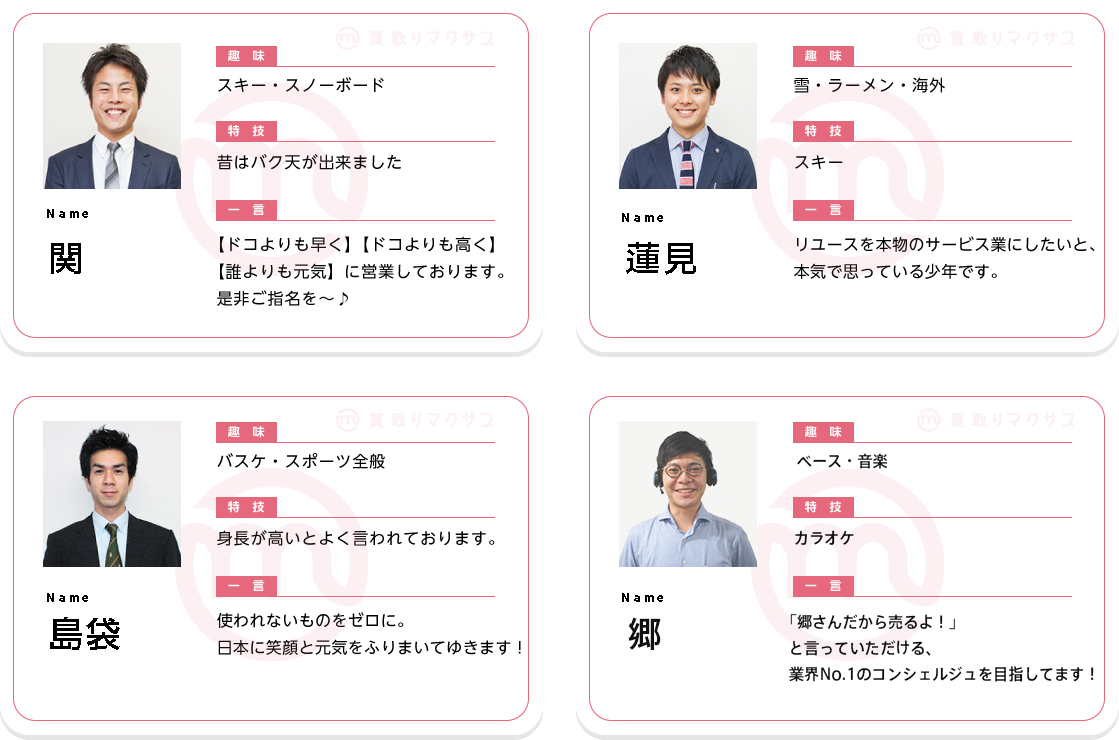 買取りマクサス
趣 味
スキー・スノーボード
特 技
昔はバク天が出来ました
Name
関
一 言
【ドコよりも早く】【ドコよりも高く】
【誰よりも元気】に営業しております。
是非ご指名を〜♪
買取りマクサス
趣 味
雪・ラーメン・海外
特 技
スキー
Name
蓮見
一 言
リユースを本物のサービス業にしたいと、
本気で思っている少年です。
買取りマクサス
趣 味
バスケ・スポーツ全般
特 技
身長が高いとよく言われております。
Name
島袋
一 言
使われないものをゼロに。
日本に笑顔と元気をふりまいてゆきます！
買取りマクサス
趣 味
ベース・音楽
特 技
カラオケ
Name
郷
一 言
「郷さんだから売るよ！」
と言っていただける、
業界No.1のコンシェルジュを目指してます！